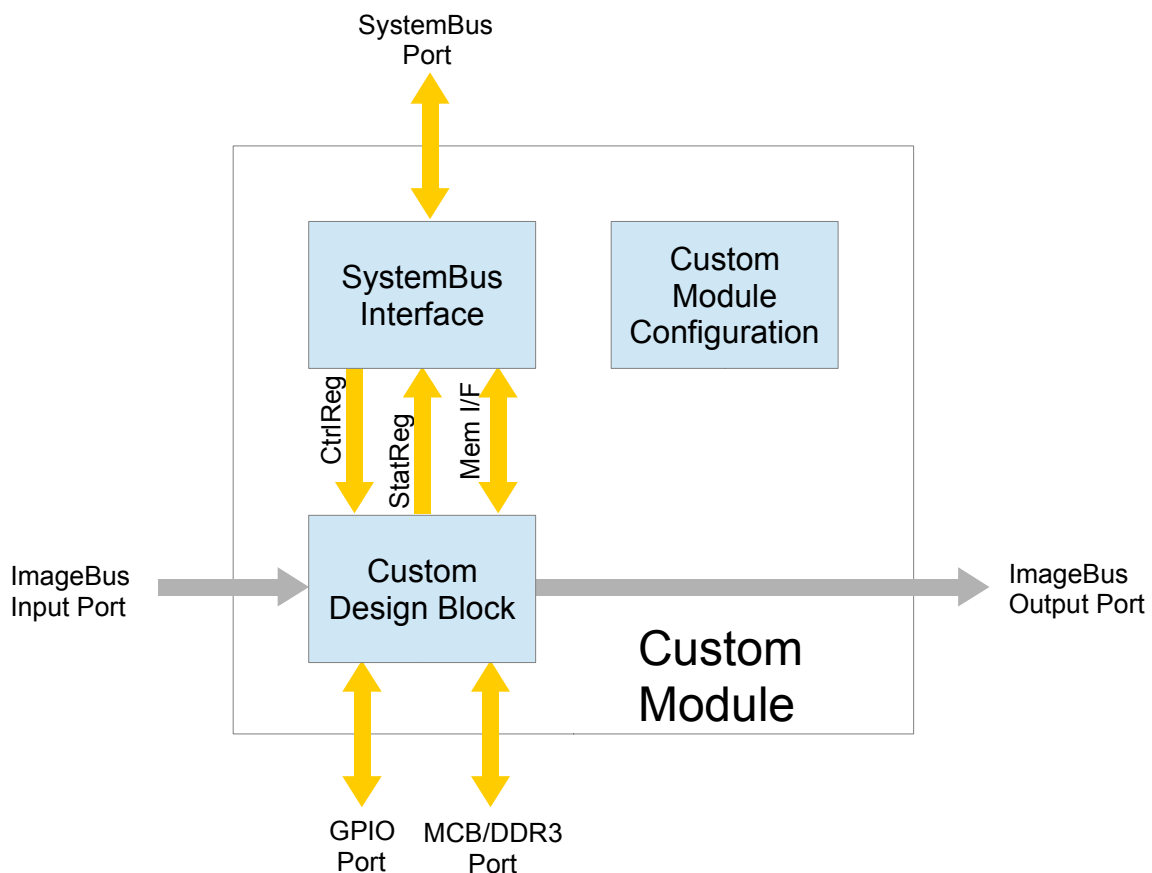 SystemBus
Port
SystemBus
Interface
Custom
Module
Configuration
CtrlReg
StatReg
Mem I/F
ImageBus
Input Port
Custom
Design Block
ImageBus
Output Port
Custom
Module
GPIO
Port
MCB/DDR3
Port